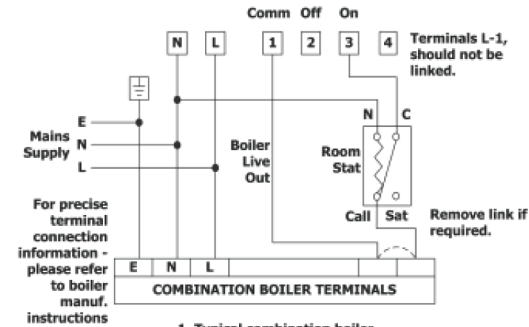 Comm Off On
N L 1 2 3 4
Terminals L-1,
should not be
linked.
N C
E
Mains
Supply
N
L
Boiler
Live
Out
Room
Stat
Call Sat
Remove link if
required.
For precise
terminal
connection
information -
please refer
to boiler
manuf.
instructions
E N L
COMBINATION BOILER TERMINALS
1. Typical combination boiler